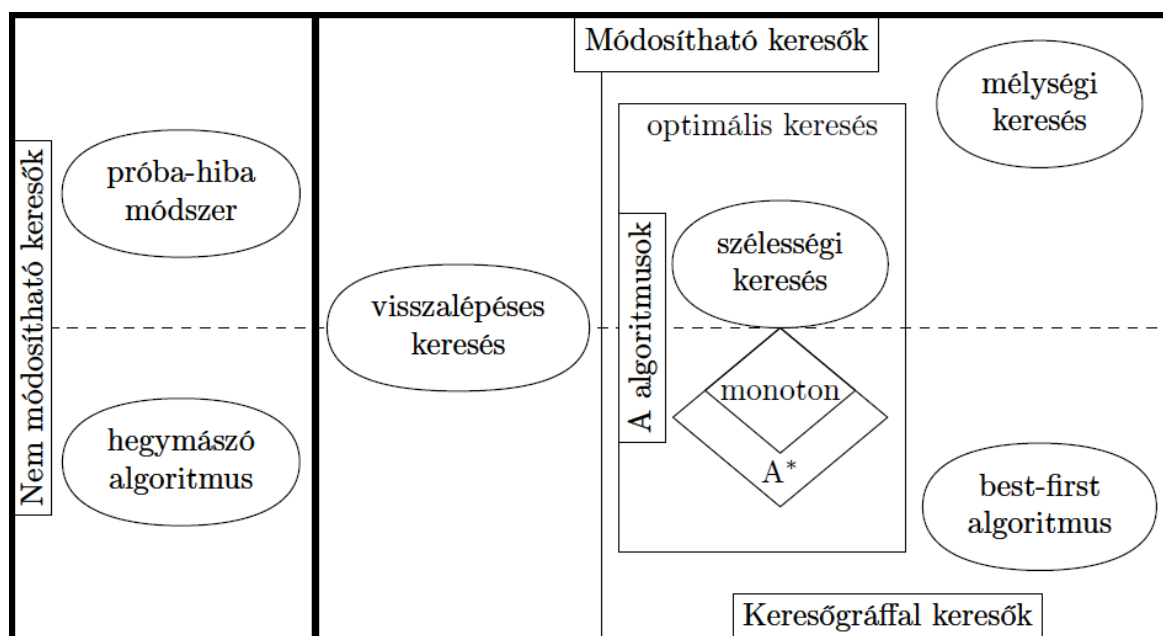 Módosítható keresők
mélységi
keresés
optimális keresés
Nem módosítható keresők
próba-hiba
módszer
A algoritmusok
szélességi
keresés
visszalépéses
keresés
monoton
A*
hegymászó
algoritmus
best-first
algoritmus
Keresőgráffal keresők